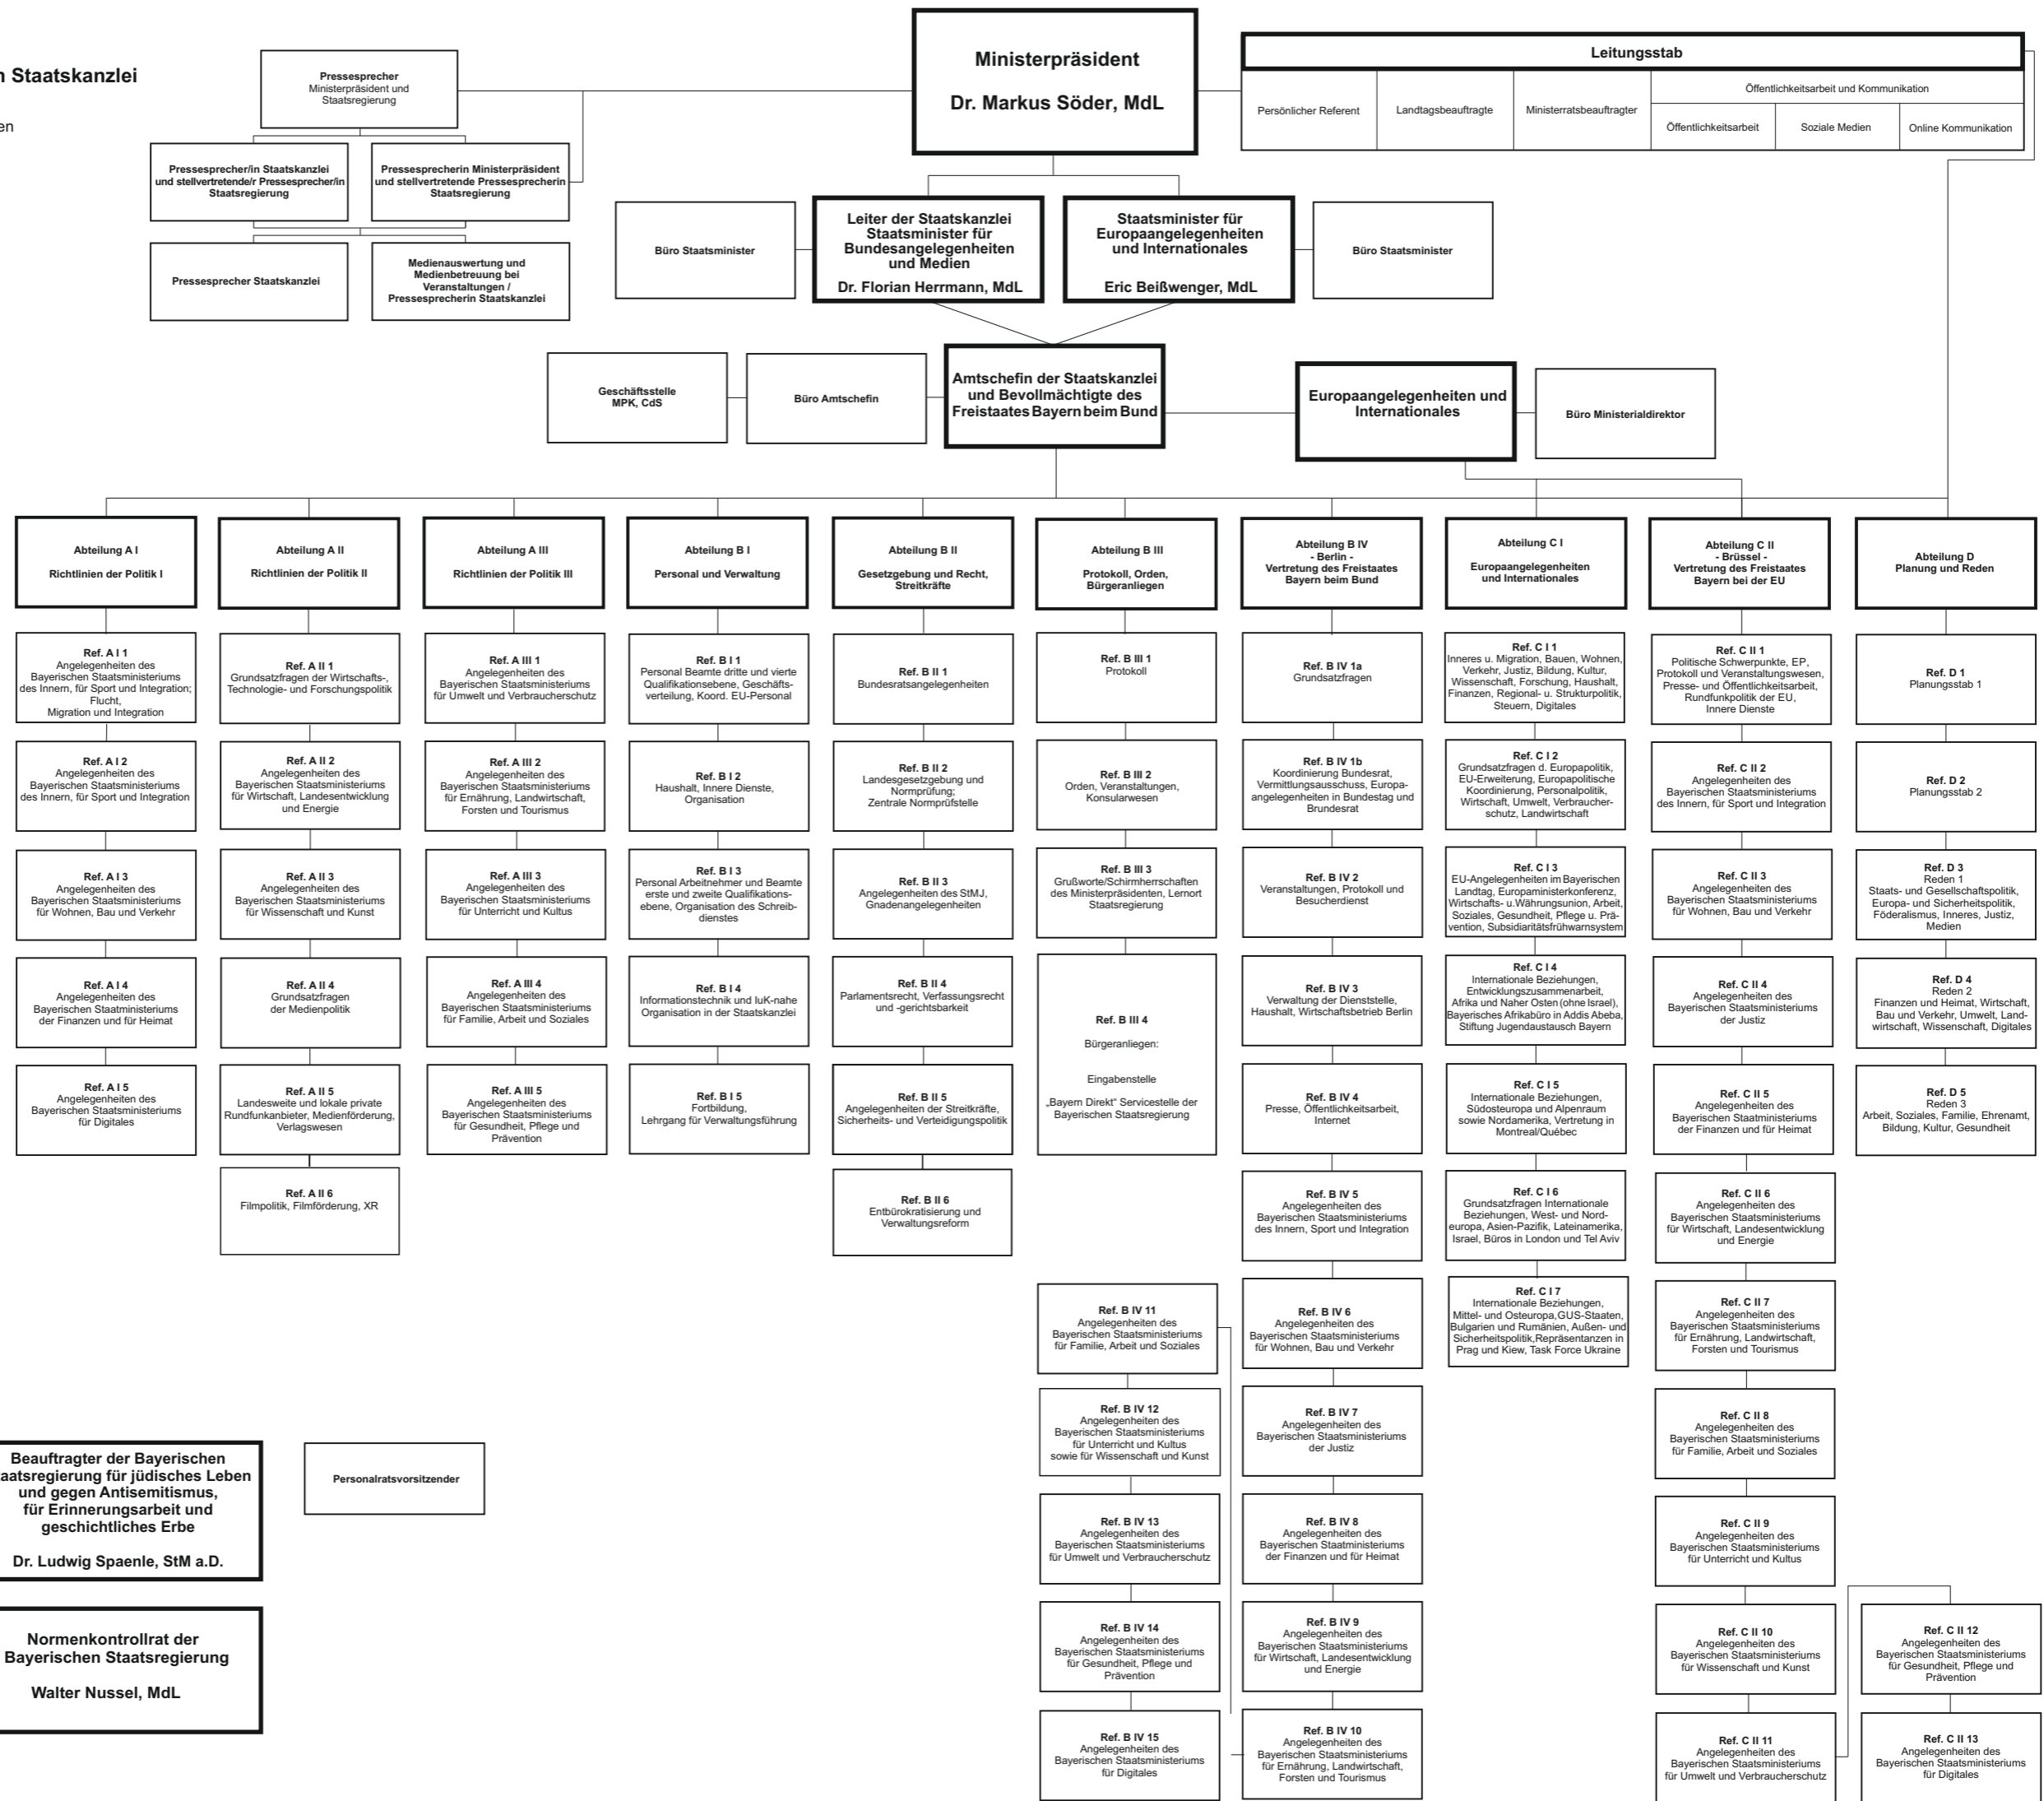 n Staatskanzlei
en
Pressesprecher
Ministerpräsident und
Staatsregierung
Pressesprecher/in Staatskanzlei
und stellvertretende/r Pressesprecher/in
Staatsregierung
Pressesprecherin Ministerpräsident
und stellvertretende Pressesprecherin
Staatsregierung
Pressesprecher Staatskanzlei
Medienauswertung und
Medienbetreuung bei
Veranstaltungen /
Pressesprecherin Staatskanzlei
Ministerpräsident
Dr. Markus Söder, MdL
Leitungsstab
Persönlicher Referent
Landtagsbeauftragte
Ministerratsbeauftragter
Öffentlichkeitsarbeit und Kommunikation
Öffentlichkeitsarbeit
Soziale Medien
Online Kommunikation
Büro Staatsminister
Leiter der Staatskanzlei
Staatsminister für
Bundesangelegenheiten
und Medien
Dr. Florian Herrmann, MdL
Staatsminister für
Europaangelegenheiten
und Internationales
Eric Beißwenger, MdL
Büro Staatsminister
Geschäftsstelle
MPK, CdS
Büro Amtschefin
Amtschefin der Staatskanzlei
und Bevollmächtigte des
Freistaates Bayern beim Bund
Europaangelegenheiten und
Internationales
Büro Ministerialdirektor
Abteilung A I
Richtlinien der Politik I
Ref. A I 1
Angelegenheiten des
Bayerischen Staatsministeriums
des Innern, für Sport und Integration;
Flucht,
Migration und Integration
Ref. A I 2
Angelegenheiten des
Bayerischen Staatsministeriums
des Innern, für Sport und Integration
Ref. A I 3
Angelegenheiten des
Bayerischen Staatsministeriums
für Wohnen, Bau und Verkehr
Ref. A I 4
Angelegenheiten des
Bayerischen Staatministeriums
der Finanzen und für Heimat
Ref. A I 5
Angelegenheiten des
Bayerischen Staatsministeriums
für Digitales
Abteilung A II
Richtlinien der Politik II
Ref. A II 1
Grundsatzfragen der Wirtschafts-,
Technologie- und Forschungspolitik
Ref. A II 2
Angelegenheiten des
Bayerischen Staatsministeriums
für Wirtschaft, Landesentwicklung
und Energie
Ref. A II 3
Angelegenheiten des
Bayerischen Staatsministeriums
für Wissenschaft und Kunst
Ref. A II 4
Grundsatzfragen
der Medienpolitik
Ref. A II 5
Landesweite und lokale private
Rundfunkanbieter, Medienförderung,
Verlagswesen
Ref. A II 6
Filmpolitik, Filmförderung, XR
Abteilung A III
Richtlinien der Politik III
Ref. A III 1
Angelegenheiten des
Bayerischen Staatsministeriums
für Umwelt und Verbraucherschutz
Ref. A III 2
Angelegenheiten des
Bayerischen Staatsministeriums
für Ernährung, Landwirtschaft,
Forsten und Tourismus
Ref. A III 3
Angelegenheiten des
Bayerischen Staatsministeriums
für Unterricht und Kultus
Ref. A III 4
Angelegenheiten des
Bayerischen Staatsministeriums
für Familie, Arbeit und Soziales
Ref. A III 5
Angelegenheiten des
Bayerischen Staatsministeriums
für Gesundheit, Pflege und
Prävention
Abteilung B I
Personal und Verwaltung
Ref. B I 1
Personal Beamte dritte und vierte
Qualifikationsebene, Geschäfts-
verteilung, Koord. EU-Personal
Ref. B I 2
Haushalt, Innere Dienste,
Organisation
Ref. B I 3
Personal Arbeitnehmer und Beamte
erste und zweite Qualifikations-
ebene, Organisation des Schreib-
dienstes
Ref. B I 4
Informationstechnik und IuK-nahe
Organisation in der Staatskanzlei
Ref. B I 5
Fortbildung,
Lehrgang für Verwaltungsführung
Abteilung B II
Gesetzgebung und Recht,
Streitkräfte
Ref. B II 1
Bundesratsangelegenheiten
Ref. B II 2
Landesgesetzgebung und
Normprüfung;
Zentrale Normprüfstelle
Ref. B II 3
Angelegenheiten des StMJ,
Gnadenangelegenheiten
Ref. B II 4
Parlamentsrecht, Verfassungsrecht
und -gerichtsbarkeit
Ref. B II 5
Angelegenheiten der Streitkräfte,
Sicherheits- und Verteidigungspolitik
Ref. B II 6
Entbürokratisierung und
Verwaltungsreform
Abteilung B III
Protokoll, Orden,
Bürgeranliegen
Ref. B III 1
Protokoll
Ref. B III 2
Orden, Veranstaltungen,
Konsularwesen
Ref. B III 3
Grußworte/Schirmherrschaften
des Ministerpräsidenten, Lernort
Staatsregierung
Ref. B III 4
Bürgeranliegen:
Eingabenstelle
„Bayern Direkt“ Servicestelle der
Bayerischen Staatsregierung
Abteilung B IV
- Berlin -
Vertretung des Freistaates
Bayern beim Bund
Ref. B IV 1a
Grundsatzfragen
Ref. B IV 1b
Koordinierung Bundesrat,
Vermittlungsausschuss, Europa-
angelegenheiten in Bundestag und
Brundesrat
Ref. B IV 2
Veranstaltungen, Protokoll und
Besucherdienst
Ref. B IV 3
Verwaltung der Dienststelle,
Haushalt, Wirtschaftsbetrieb Berlin
Ref. B IV 4
Presse, Öffentlichkeitsarbeit,
Internet
Ref. B IV 5
Angelegenheiten des
Bayerischen Staatsministeriums
des Innern, Sport und Integration
Ref. B IV 6
Angelegenheiten des
Bayerischen Staatsministeriums
für Wohnen, Bau und Verkehr
Ref. B IV 7
Angelegenheiten des
Bayerischen Staatsministeriums
der Justiz
Ref. B IV 8
Angelegenheiten des
Bayerischen Staatministeriums
der Finanzen und für Heimat
Ref. B IV 9
Angelegenheiten des
Bayerischen Staatsministeriums
für Wirtschaft, Landesentwicklung
und Energie
Ref. B IV 10
Angelegenheiten des
Bayerischen Staatsministeriums
für Ernährung, Landwirtschaft,
Forsten und Tourismus
Ref. B IV 11
Angelegenheiten des
Bayerischen Staatsministeriums
für Familie, Arbeit und Soziales
Ref. B IV 12
Angelegenheiten des
Bayerischen Staatsministeriums
für Unterricht und Kultus
sowie für Wissenschaft und Kunst
Ref. B IV 13
Angelegenheiten des
Bayerischen Staatsministeriums
für Umwelt und Verbraucherschutz
Ref. B IV 14
Angelegenheiten des
Bayerischen Staatsministeriums
für Gesundheit, Pflege und
Prävention
Ref. B IV 15
Angelegenheiten des
Bayerischen Staatsministeriums
für Digitales
Abteilung C I
Europaangelegenheiten
und Internationales
Ref. C I 1
Inneres u. Migration, Bauen, Wohnen,
Verkehr, Justiz, Bildung, Kultur,
Wissenschaft, Forschung, Haushalt,
Finanzen, Regional- u. Strukturpolitik,
Steuern, Digitales
Ref. C I 2
Grundsatzfragen d. Europapolitik,
EU-Erweiterung, Europapolitische
Koordinierung, Personalpolitik,
Wirtschaft, Umwelt, Verbraucher-
schutz, Landwirtschaft
Ref. C I 3
EU-Angelegenheiten im Bayerischen
Landtag, Europaministerkonferenz,
Wirtschafts- u.Währungsunion, Arbeit,
Soziales, Gesundheit, Pflege u. Prä-
vention, Subsidiaritätsfrühwarnsystem
Ref. C I 4
Internationale Beziehungen,
Entwicklungszusammenarbeit,
Afrika und Naher Osten (ohne Israel),
Bayerisches Afrikabüro in Addis Abeba,
Stiftung Jugendaustausch Bayern
Ref. C I 5
Internationale Beziehungen,
Südosteuropa und Alpenraum
sowie Nordamerika, Vertretung in
Montreal/Québec
Ref. C I 6
Grundsatzfragen Internationale
Beziehungen, West- und Nord-
europa, Asien-Pazifik, Lateinamerika,
Israel, Büros in London und Tel Aviv
Ref. C I 7
Internationale Beziehungen,
Mittel- und Osteuropa,GUS-Staaten,
Bulgarien und Rumänien, Außen- und
Sicherheitspolitik,Repräsentanzen in
Prag und Kiew, Task Force Ukraine
Abteilung C II
- Brüssel -
Vertretung des Freistaates
Bayern bei der EU
Ref. C II 1
Politische Schwerpunkte, EP,
Protokoll und Veranstaltungswesen,
Presse- und Öffentlichkeitsarbeit,
Rundfunkpolitik der EU,
Innere Dienste
Ref. C II 2
Angelegenheiten des
Bayerischen Staatsministeriums
des Innern, für Sport und Integration
Ref. C II 3
Angelegenheiten des
Bayerischen Staatsministeriums
für Wohnen, Bau und Verkehr
Ref. C II 4
Angelegenheiten des
Bayerischen Staatsministeriums
der Justiz
Ref. C II 5
Angelegenheiten des
Bayerischen Staatministeriums
der Finanzen und für Heimat
Ref. C II 6
Angelegenheiten des
Bayerischen Staatsministeriums
für Wirtschaft, Landesentwicklung
und Energie
Ref. C II 7
Angelegenheiten des
Bayerischen Staatsministeriums
für Ernährung, Landwirtschaft,
Forsten und Tourismus
Ref. C II 8
Angelegenheiten des
Bayerischen Staatsministeriums
für Familie, Arbeit und Soziales
Ref. C II 9
Angelegenheiten des
Bayerischen Staatsministeriums
für Unterricht und Kultus
Ref. C II 10
Angelegenheiten des
Bayerischen Staatsministeriums
für Wissenschaft und Kunst
Ref. C II 11
Angelegenheiten des
Bayerischen Staatsministeriums
für Umwelt und Verbraucherschutz
Ref. C II 12
Angelegenheiten des
Bayerischen Staatsministeriums
für Gesundheit, Pflege und
Prävention
Ref. C II 13
Angelegenheiten des
Bayerischen Staatsministeriums
für Digitales
Abteilung D
Planung und Reden
Ref. D 1
Planungsstab 1
Ref. D 2
Planungsstab 2
Ref. D 3
Reden 1
Staats- und Gesellschaftspolitik,
Europa- und Sicherheitspolitik,
Föderalismus, Inneres, Justiz,
Medien
Ref. D 4
Reden 2
Finanzen und Heimat, Wirtschaft,
Bau und Verkehr, Umwelt, Land-
wirtschaft, Wissenschaft, Digitales
Ref. D 5
Reden 3
Arbeit, Soziales, Familie, Ehrenamt,
Bildung, Kultur, Gesundheit
Beauftragter der Bayerischen
aatsregierung für jüdisches Leben
und gegen Antisemitismus,
für Erinnerungsarbeit und
geschichtliches Erbe
Dr. Ludwig Spaenle, StM a.D.
Personalratsvorsitzender
Normenkontrollrat der
Bayerischen Staatsregierung
Walter Nussel, MdL